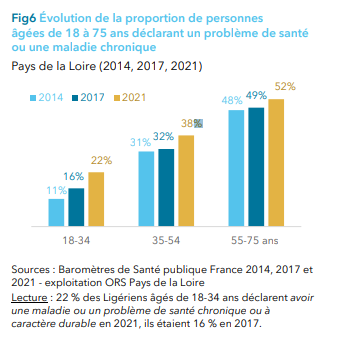 Fig6 Évolution de la proportion de personnes
âgées de 18 à 75 ans déclarant un problème de santé
ou une maladie chronique
Pays de la Loire (2014, 2017, 2021)
2014 2017 2021
11% 16% 22% 31% 32% 38% 48% 49% 52%
18-34 35-54 55-75 ans
Sources : Baromètres de Santé publique France 2014, 2017 et
2021 - exploitation ORS Pays de la Loire
Lecture : 22 % des Ligériens âgés de 18-34 ans déclarent avoir
une maladie ou un problème de santé chronique ou à
caractère durable en 2021, ils étaient 16 % en 2017.